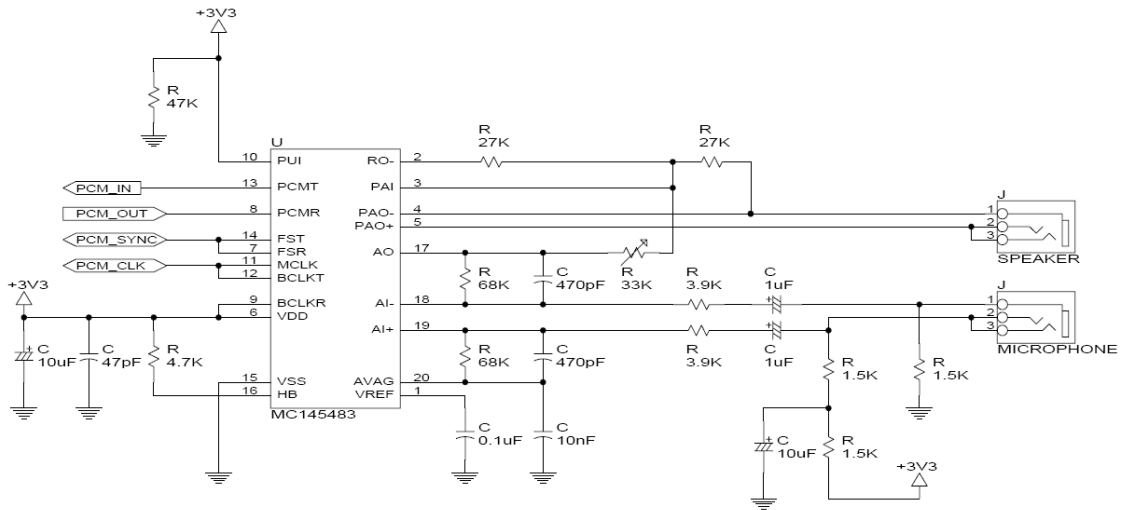 +3V3
R
47K
U
10 PUI
13 PCMT
8 PCMR
14 FST
7 FSR
11 MCLK
12 BCLKT
9 BCLKR
6 VDD
15 VSS
16 HB
RO- 2
PAI 3
PAO- 4
PAO+ 5
AO 17
AI- 18
AI+ 19
AVAG 20
VREF 1
MC145483
PCM_IN
PCM_OUT
PCM_SYNC
PCM_CLK
+3V3
C
10uF
C
47pF
R
4.7K
R
27K
R
27K
R
68K
C
470pF
R
33K
R
3.9K
C
1uF
R
68K
C
470pF
R
3.9K
C
1uF
C
0.1uF
C
10nF
R
1.5K
R
1.5K
C
10uF
R
1.5K
+3V3
J
1
2
3
SPEAKER
J
1
2
3
MICROPHONE